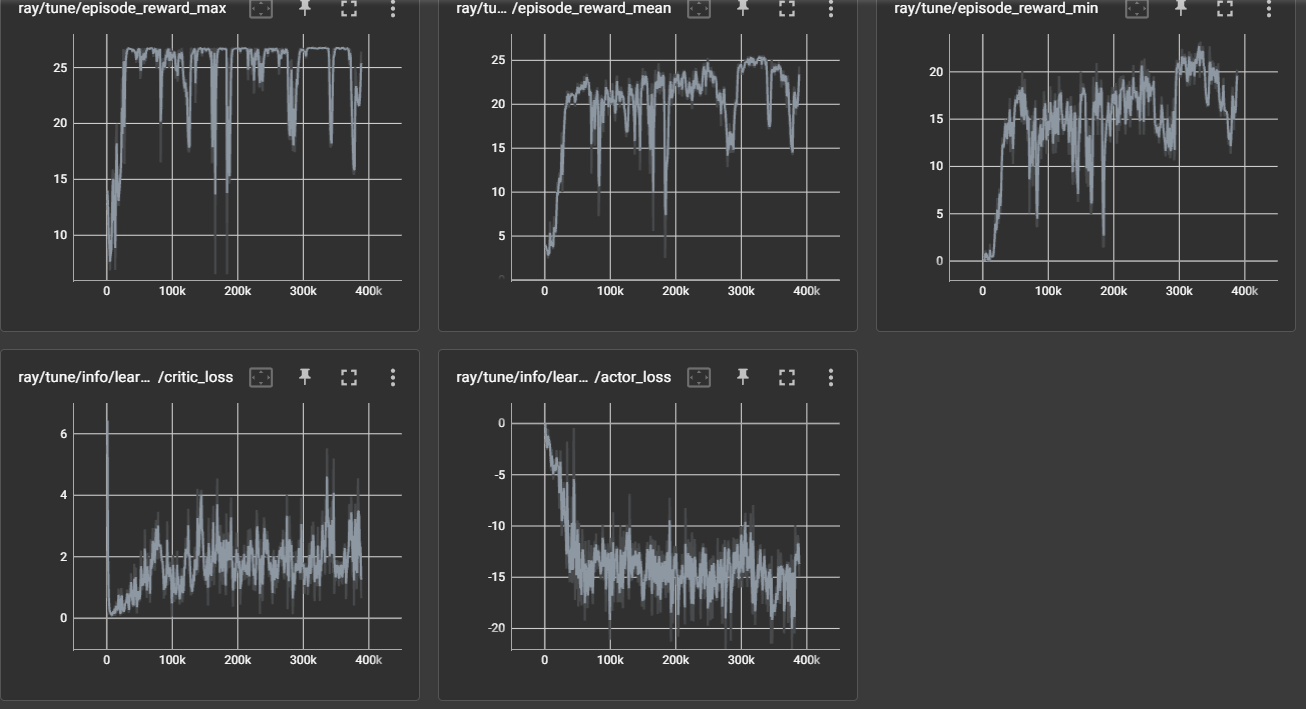 ray/tune/episode_reward_max
25
20
15
10
0 100k 200k 300k 400k
ray/tu... /episode_reward_mean
25
20
15
10
5
0
0 100k 200k 300k 400k
ray/tune/episode_reward_min
20
15
10
5
0
0 100k 200k 300k 400k
ray/tune/info/lear... /critic_loss
6
4
2
0
0 100k 200k 300k 400k
ray/tune/info/lear... /actor_loss
0
-5
-10
-15
-20
0 100k 200k 300k 400k